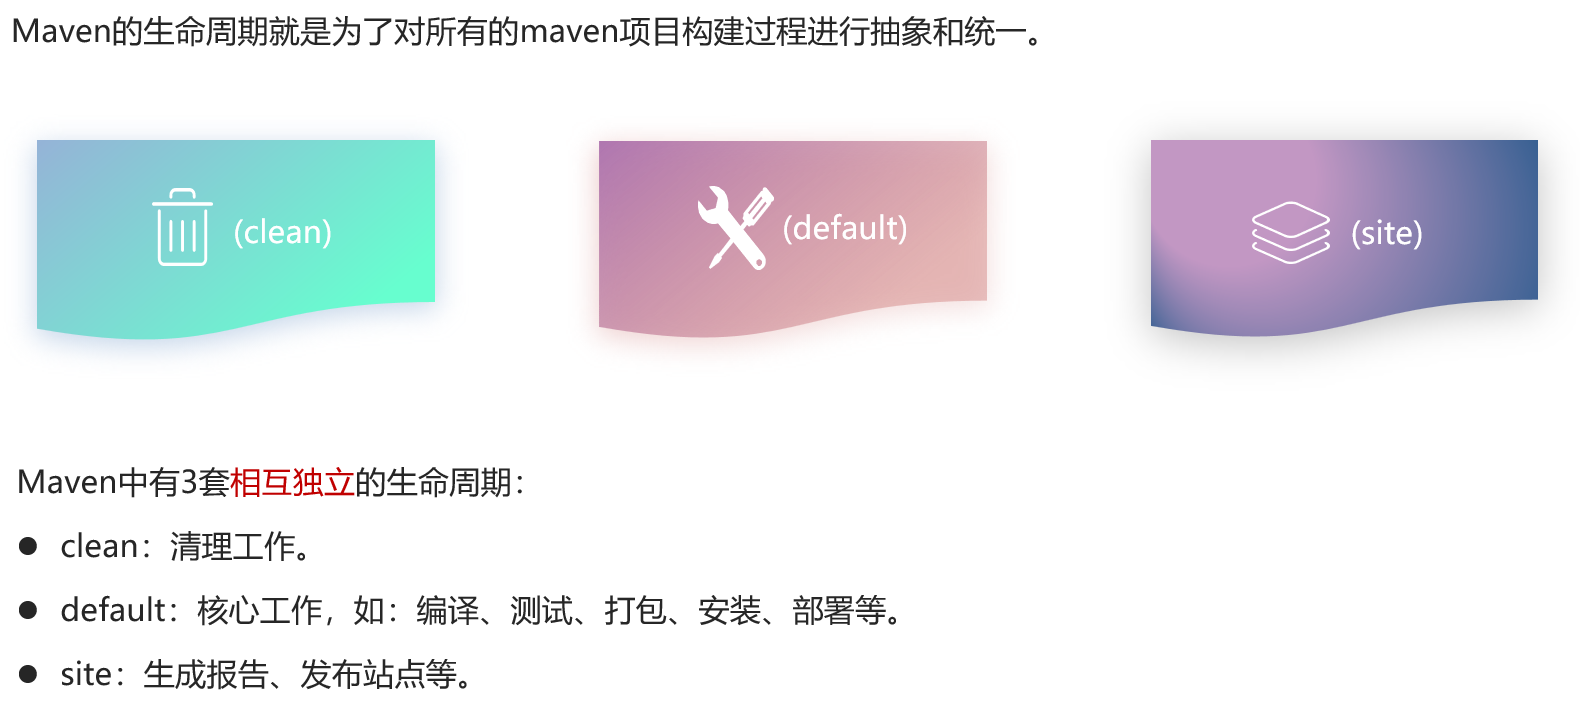 Maven的生命周期就是为了对所有的maven项目构建过程进行抽象和统一。
(clean)
(default)
(site)
Maven中有3套相互独立的生命周期：
● clean：清理工作。
● default：核心工作，如：编译、测试、打包、安装、部署等。
● site：生成报告、发布站点等。